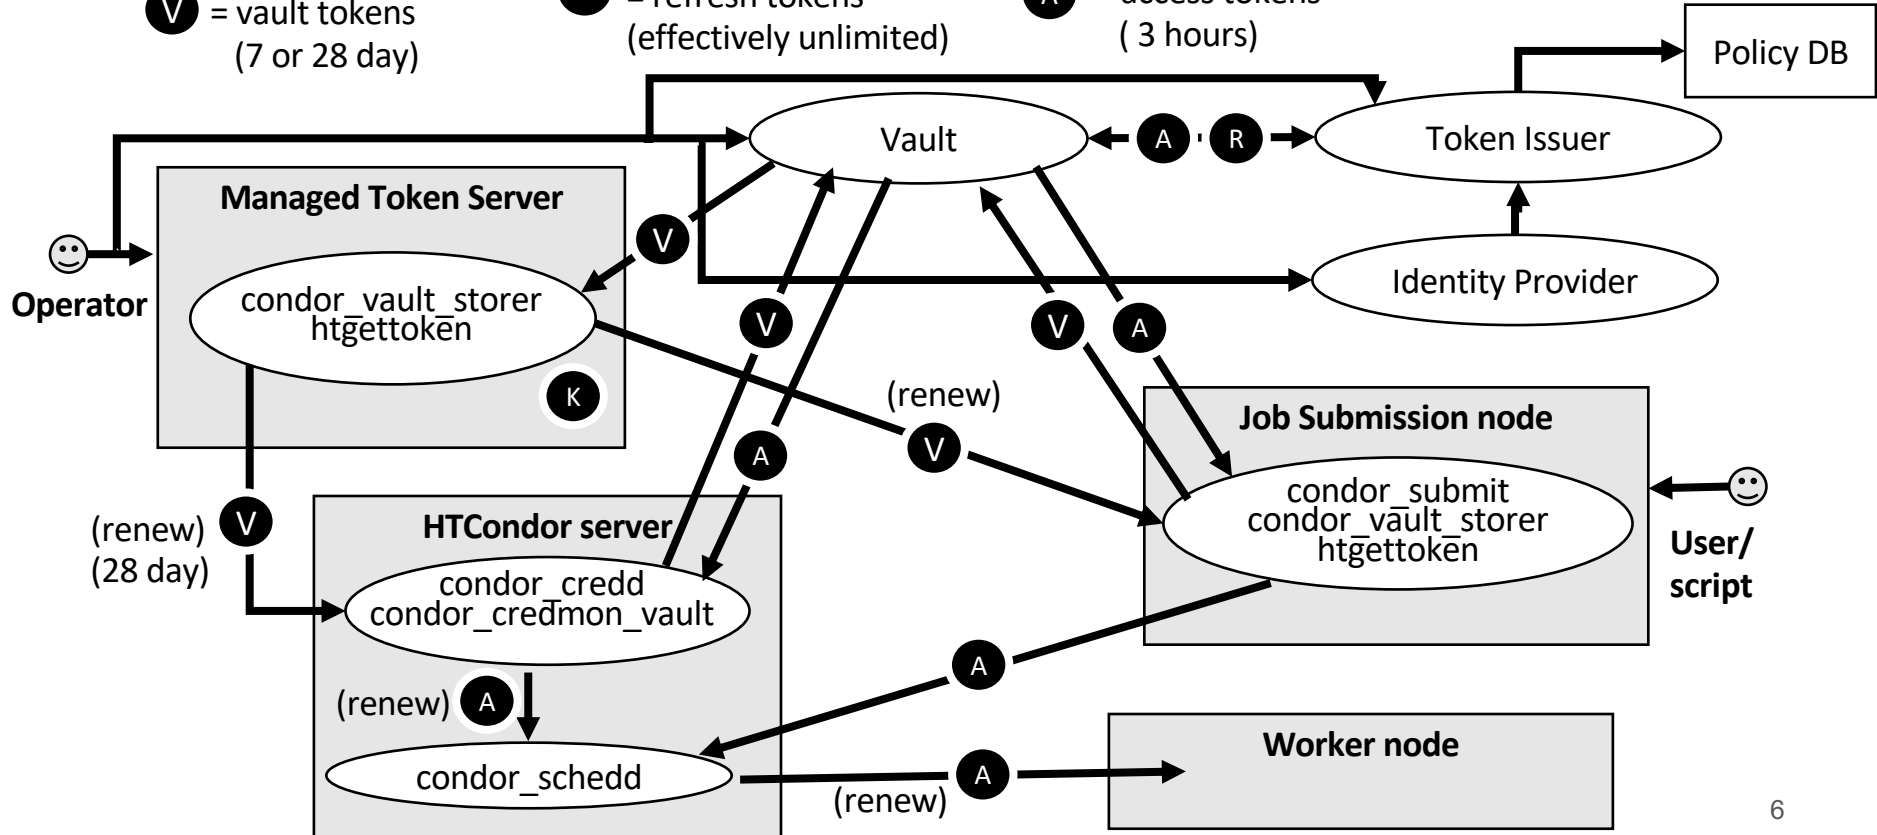 V = vault tokens
(7 or 28 day)
= refresh tokens
(effectively unlimited)
A access tokens
( 3 hours)
Policy DB
Vault
A
R
Token Issuer
Managed Token Server
V
Identity Provider
Operator
condor_vault_storer
htgettoken
V
V
A
K
(renew)
V
A
Job Submission node
condor_submit
condor_vault_storer
htgettoken
User/
script
(renew)
(28 day)
V
HTCondor server
condor_credd
condor_credmon_vault
A
(renew)
A
condor_schedd
Worker node
A
(renew)
6